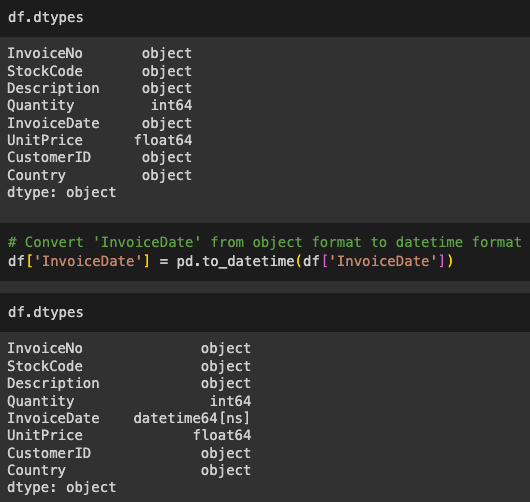 df.dtypes
InvoiceNo       object
StockCode       object
Description     object
Quantity         int64
InvoiceDate     object
UnitPrice      float64
CustomerID      object
Country         object
dtype: object
# Convert 'InvoiceDate' from object format to datetime format
df['InvoiceDate'] = pd.to_datetime(df['InvoiceDate'])
df.dtypes
InvoiceNo              object
StockCode              object
Description            object
Quantity                int64
InvoiceDate    datetime64[ns]
UnitPrice             float64
CustomerID             object
Country                object
dtype: object